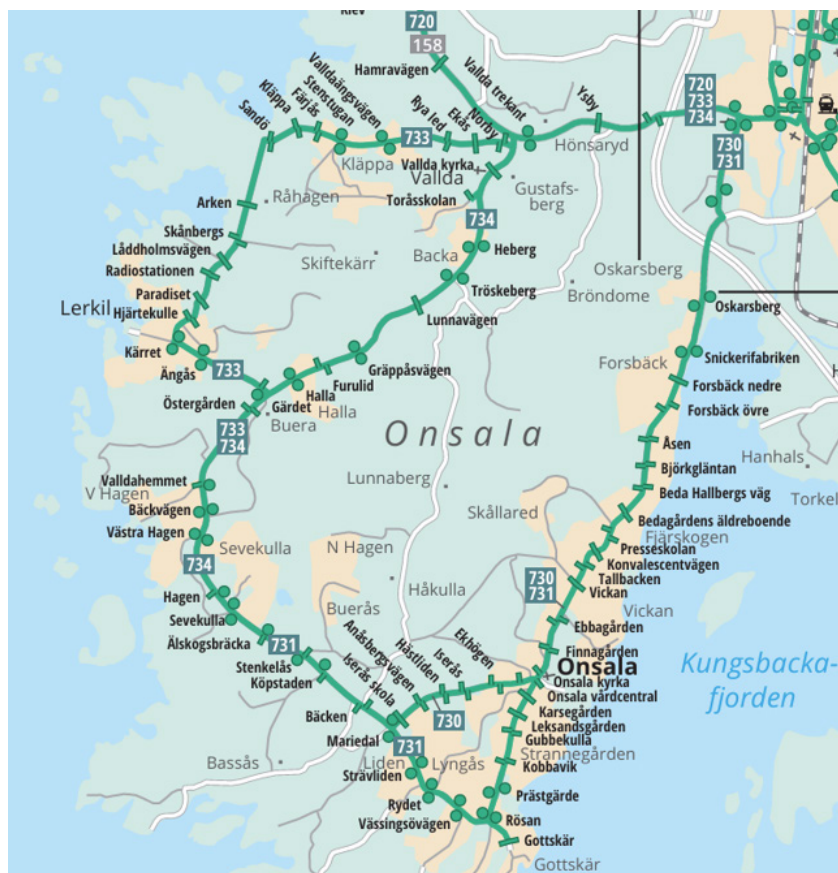 Kiev
720
158
Hamravägen
Valldaängsvägen
Stenstugan
Färjås
Kläppa
Sandö
733
Rya led
Ekås
Norby
Vallda trekant
Ysby
720
733
734
730
731
Kläppa
Vallda kyrka
Vallda
Toråsskolan
Hönsaryd
Gustafs-
berg
Råhagen
Arken
Skånbergs
Låddholmsvägen
Radiostationen
Paradiset
Hjärtekulle
Lerkil
Kärret
Ängås
733
Östergården
734
Backa
Heberg
Skiftekärr
Tröskeberg
Lunnavägen
Oskarsberg
Bröndome
Oskarsberg
Forsbäck
Snickerifabriken
Forsbäck nedre
Forsbäck övre
Gräppåsvägen
Furulid
Halla
Halla
Gärdet
Buera
733
734
Onsala
Åsen
Björkgläntan
Beda Hallbergs väg
Hanhals
Torkel
Valldahemmet
V Hagen
Bäckvägen
Västra Hagen
Sevekulla
734
Lunnaberg
Skållared
Bedagårdens äldreboende
Fjärskogen
Presseskolan
Konvalescentvägen
Tallbacken
Vickan
Vickan
730
731
N Hagen
Håkulla
Buerås
Hagen
Sevekulla
Älskogsbräcka
731
Stenkelås
Köpstaden
Bäcken
Anäsbergsvägen
Iserås skola
Hästliden
Iserås
Ekhögen
730
Ebbagården
Finnagården
Onsala
Onsala kyrka
Onsala vårdcentral
Karsegården
Leksandsgården
Gubbekulla
Strannegården
Kobbavik
Kungsbacka-
fjorden
Mariedal
731
Liden
Lyngås
Strävliden
Bassås
Rydet
Vässingsövägen
Prästgärde
Rösan
Gottskär
Gottskär